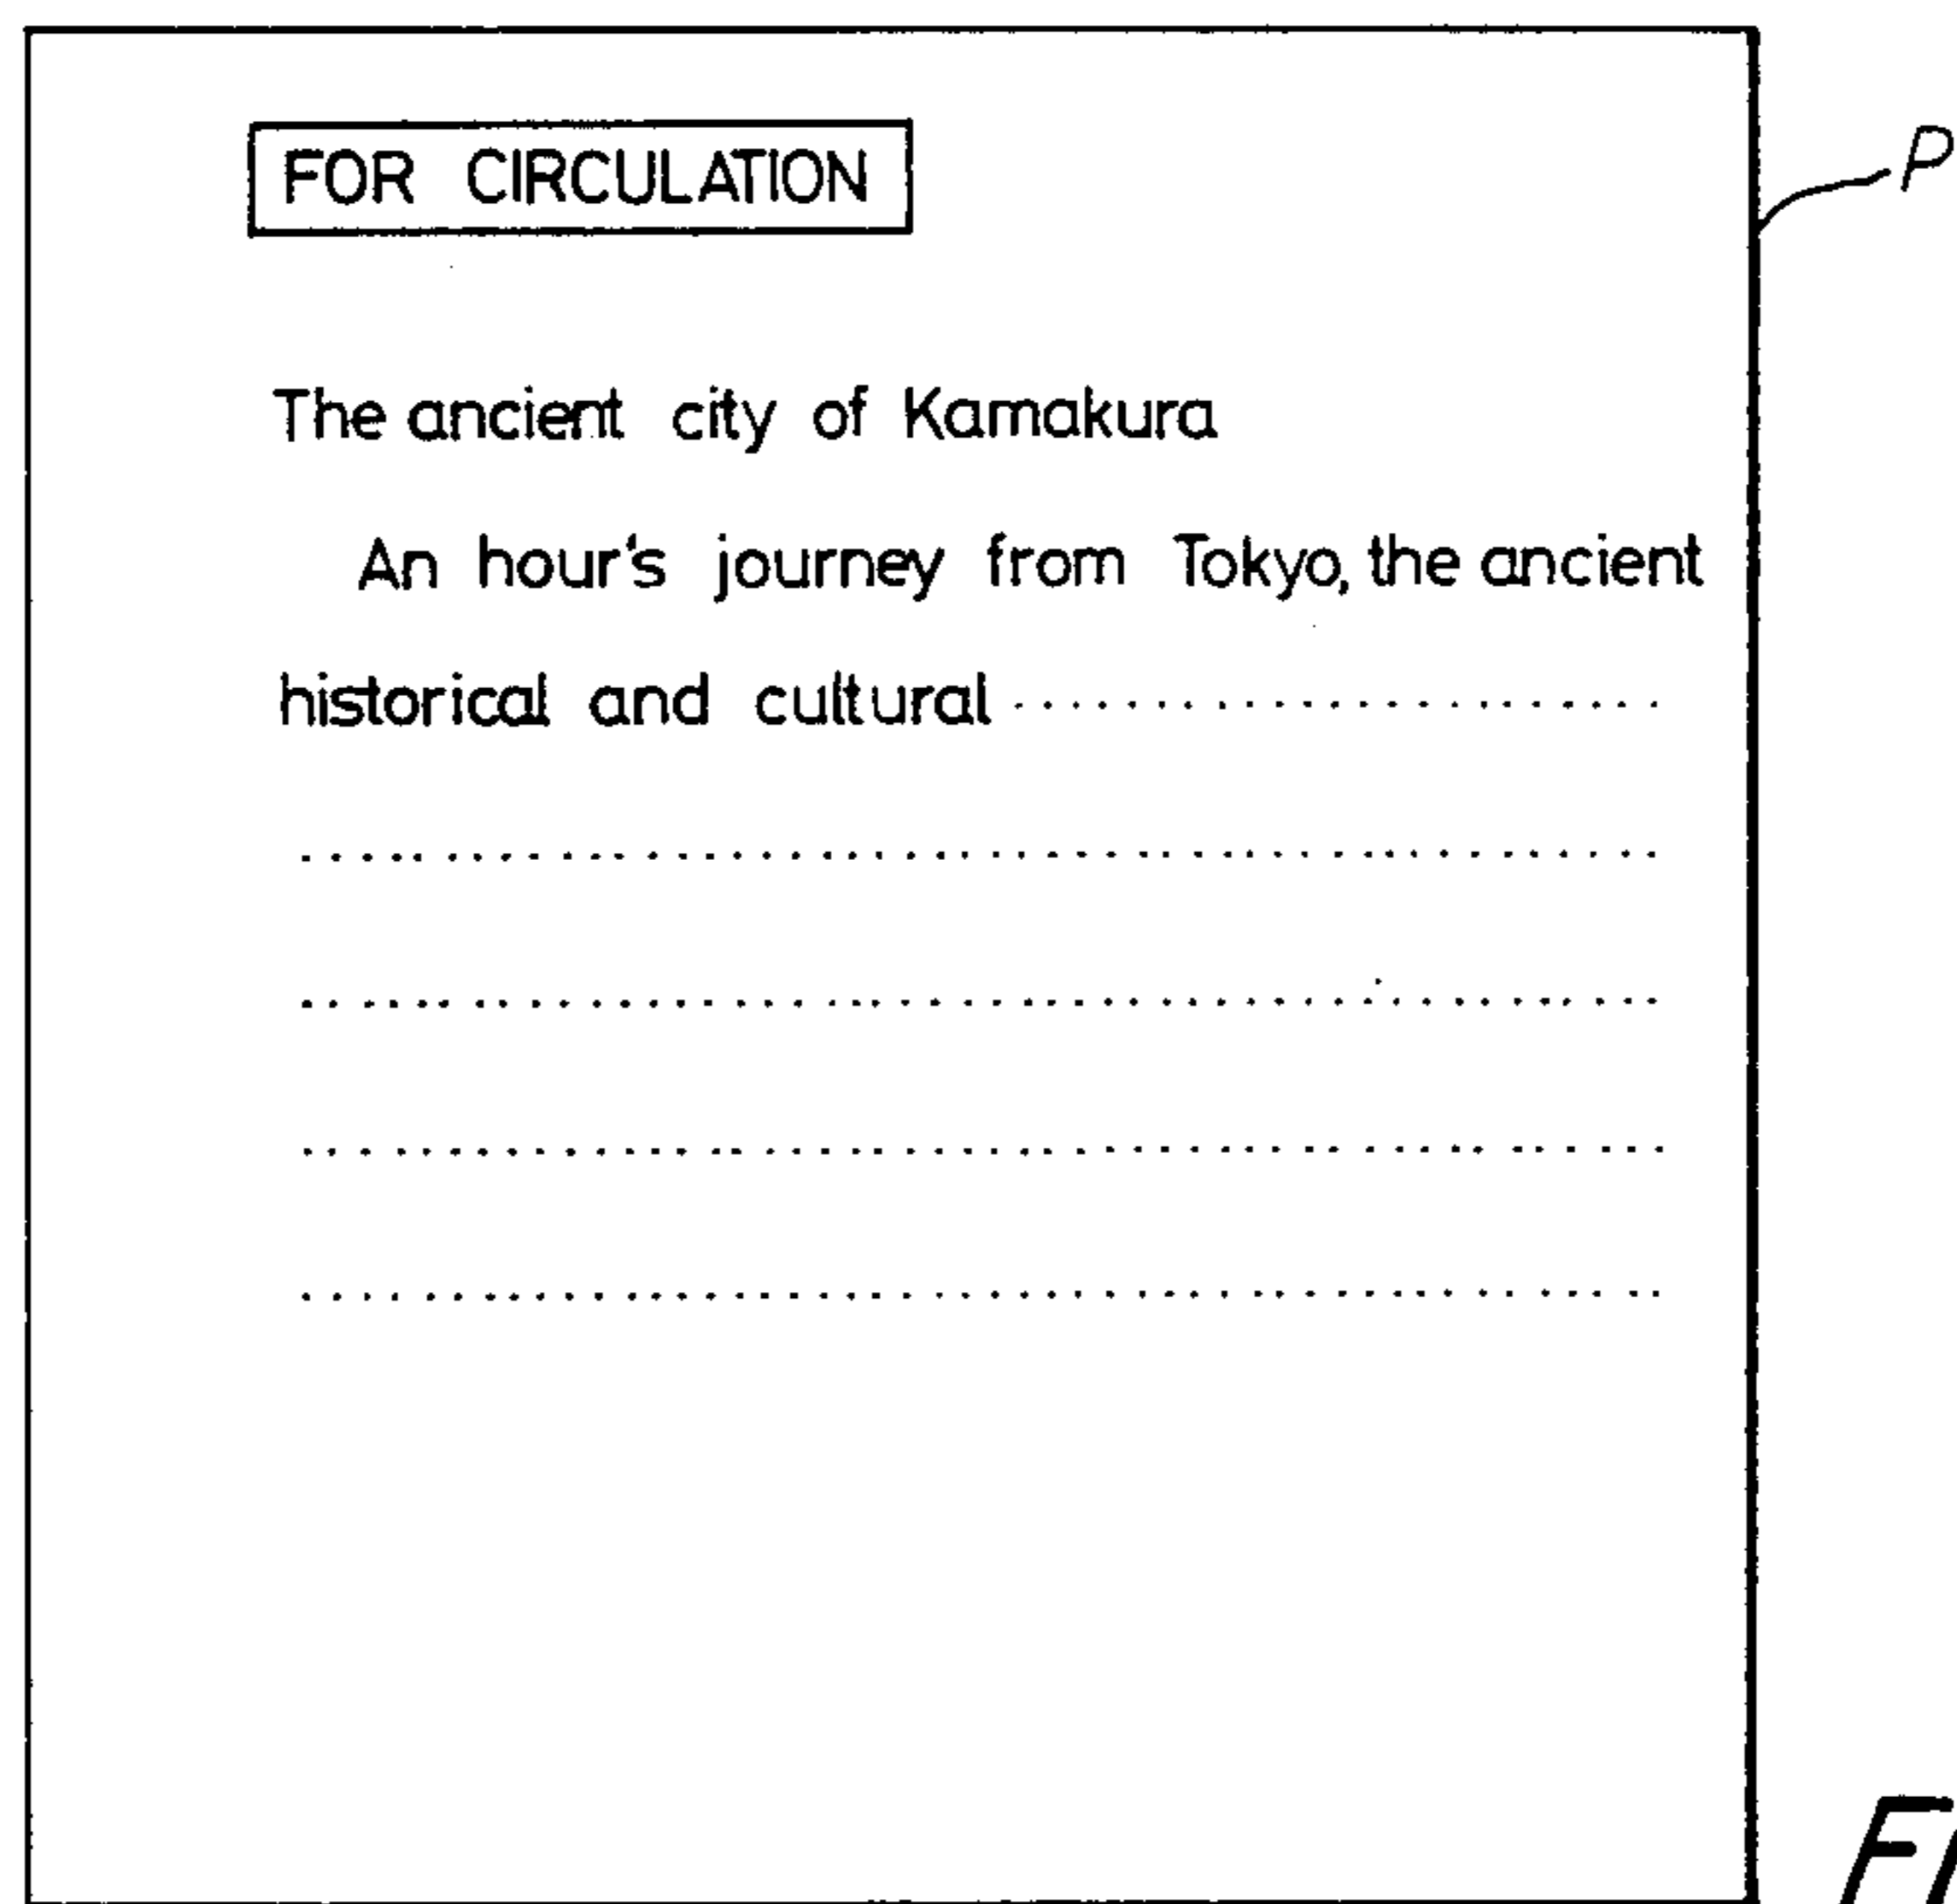 FOR CIRCULATION
P
The ancient city of Kamakura
An hour's journey from Tokyo, the ancient
historical and cultural ......................
................................................
................................................
................................................
................................................